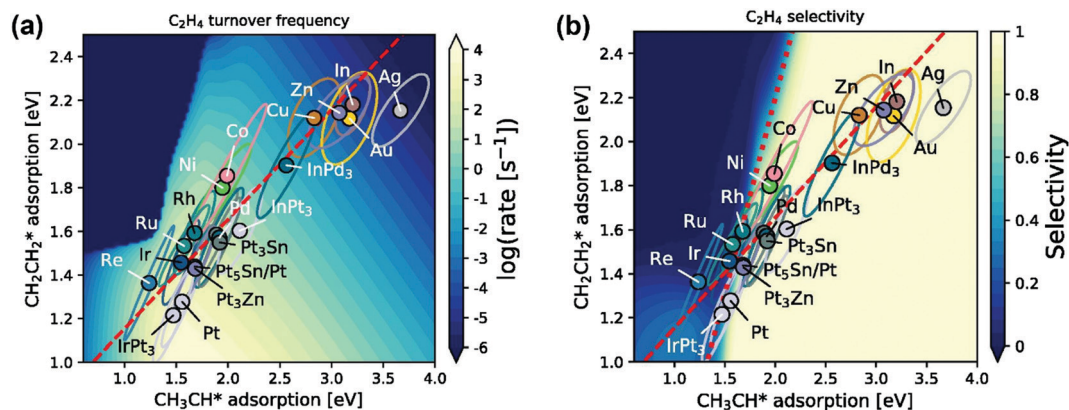 (a)
C₂H₄ turnover frequency
CH₂CH₂* adsorption [eV]
2.4
2.2
2.0
1.8
1.6
1.4
1.2
1.0
In
Ag
Zn
Cu
Au
Co
Ni
InPd₃
Rh
Pd
InPt₃
Ru
Pt₃Sn
Ir
Re
Pt₅Sn/Pt
Pt₃Zn
Pt
IrPt₃
1.0 1.5 2.0 2.5 3.0 3.5 4.0
CH₃CH* adsorption [eV]
4
3
2
1
0
-1
-2
-3
-4
-5
-6
log(rate [s⁻¹])
(b)
C₂H₄ selectivity
CH₂CH₂* adsorption [eV]
2.4
2.2
2.0
1.8
1.6
1.4
1.2
1.0
In
Ag
Zn
Cu
Au
Co
Ni
InPd₃
Rh
Pd
InPt₃
Ru
Pt₃Sn
Ir
Re
Pt₅Sn/Pt
Pt₃Zn
Pt
IrPt₃
1.0 1.5 2.0 2.5 3.0 3.5 4.0
CH₃CH* adsorption [eV]
1
0.8
0.6
0.4
0.2
0
Selectivity